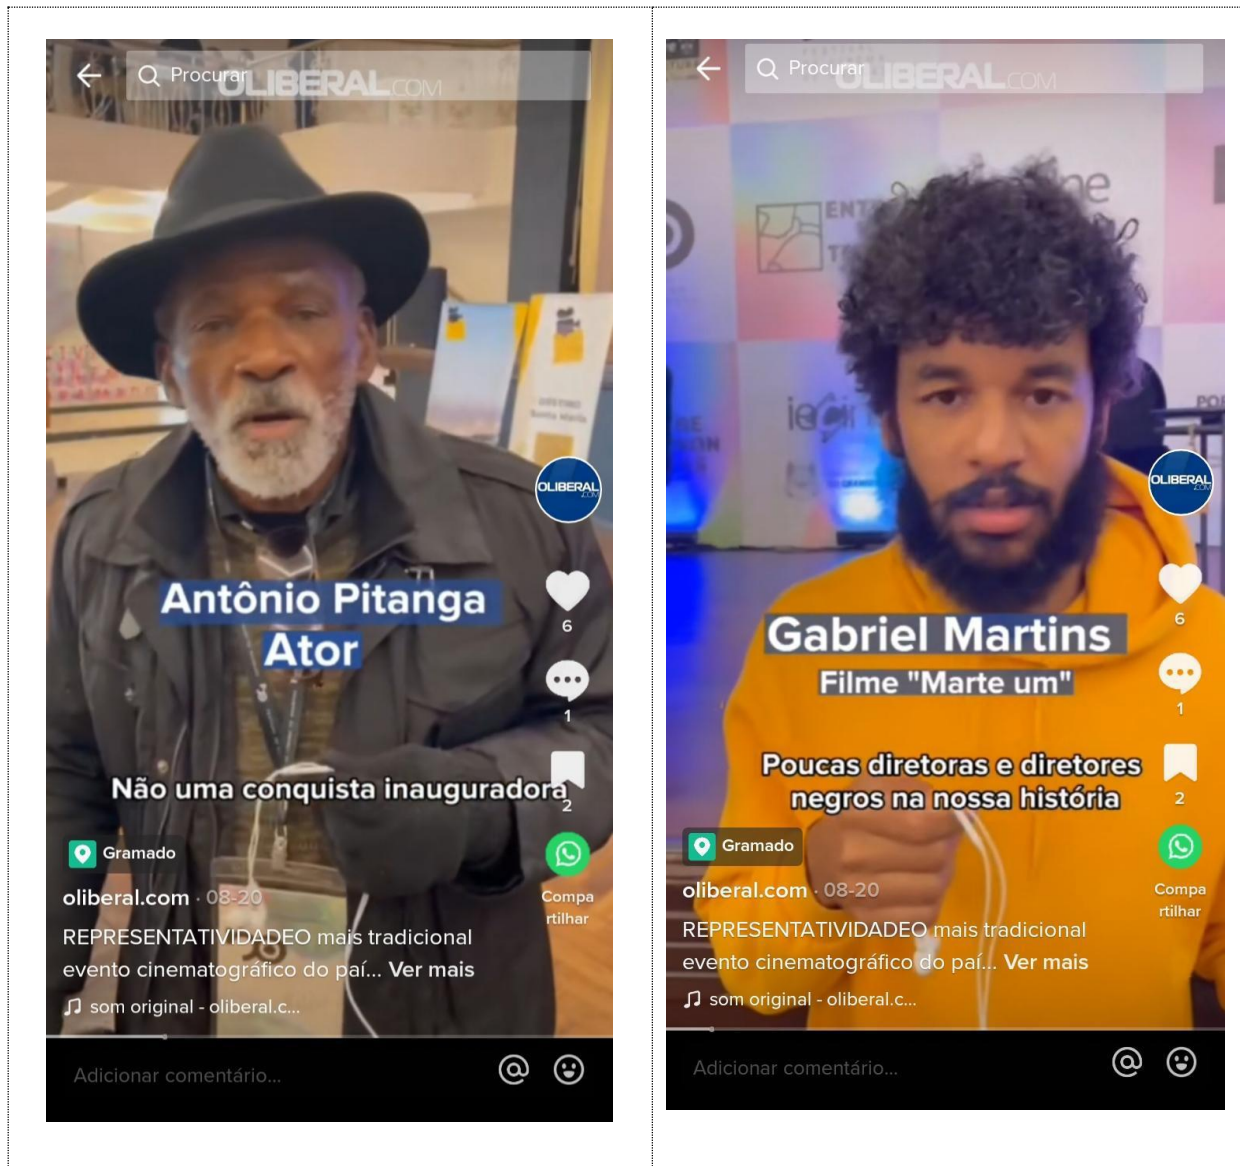 Procurar
OLIBERAL.COM
OLIBERAL
.COM
Antônio Pitanga
Ator
6
1
Não uma conquista inauguradora
2
Gramado
oliberal.com · 08-20
Compa
rtilhar
REPRESENTATIVIDADEO mais tradicional
evento cinematográfico do paí... Ver mais
som original - oliberal.c...
Adicionar comentário...
Procurar
OLIBERAL.COM
ENT
OLIBERAL
.COM
6
Gabriel Martins
Filme "Marte um"
1
Poucas diretoras e diretores
negros na nossa história
2
Gramado
oliberal.com · 08-20
Compa
rtilhar
REPRESENTATIVIDADEO mais tradicional
evento cinematográfico do paí... Ver mais
som original - oliberal.c...
Adicionar comentário...